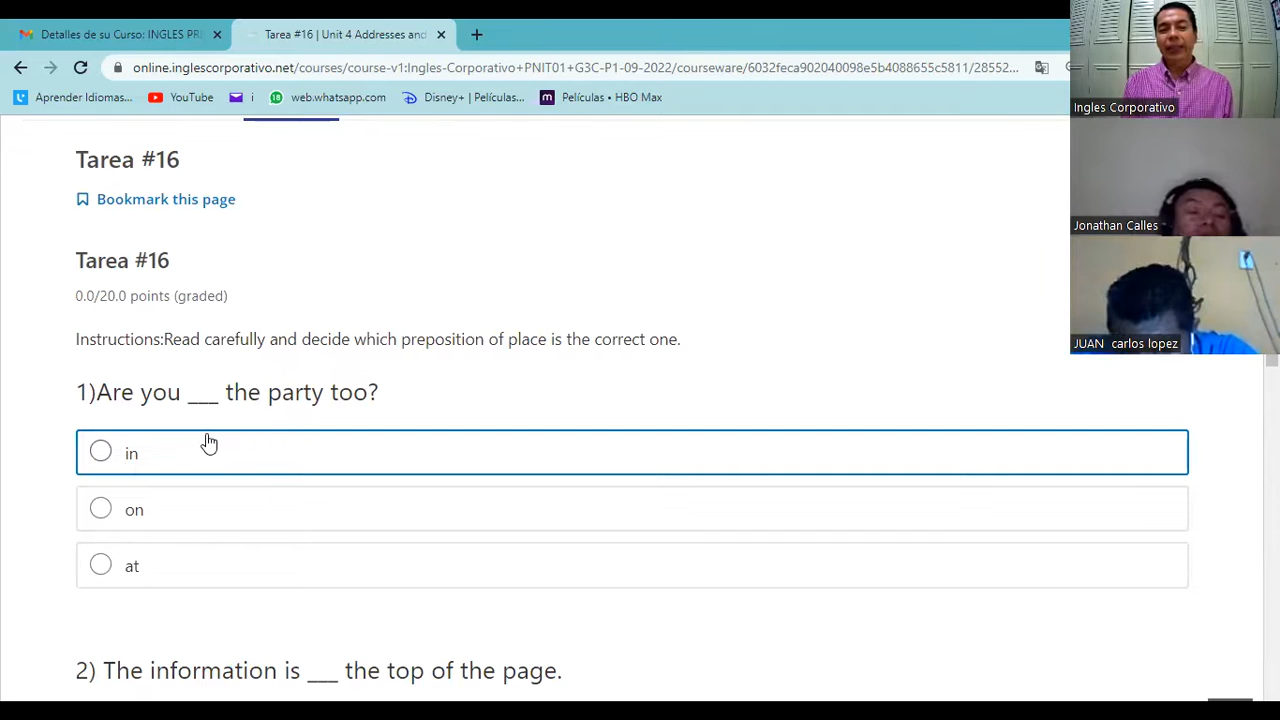 Detalles de su Curso: INGLES PRI
Tarea #16 | Unit 4 Addresses and
online.inglescorporativo.net/courses/course-v1:Ingles-Corporativo+PNIT01+G3C-P1-09-2022/courseware/6032feca902040098e5b4088655c5811/28552...
Aprender Idiomas...
YouTube
i
web.whatsapp.com
Disney+ | Películas,...
Películas • HBO Max
Ingles Corporativo
Jonathan Calles
JUAN carlos lopez
Tarea #16
Bookmark this page
Tarea #16
0.0/20.0 points (graded)
Instructions:Read carefully and decide which preposition of place is the correct one.
1)Are you ___ the party too?
in
on
at
2) The information is ___ the top of the page.